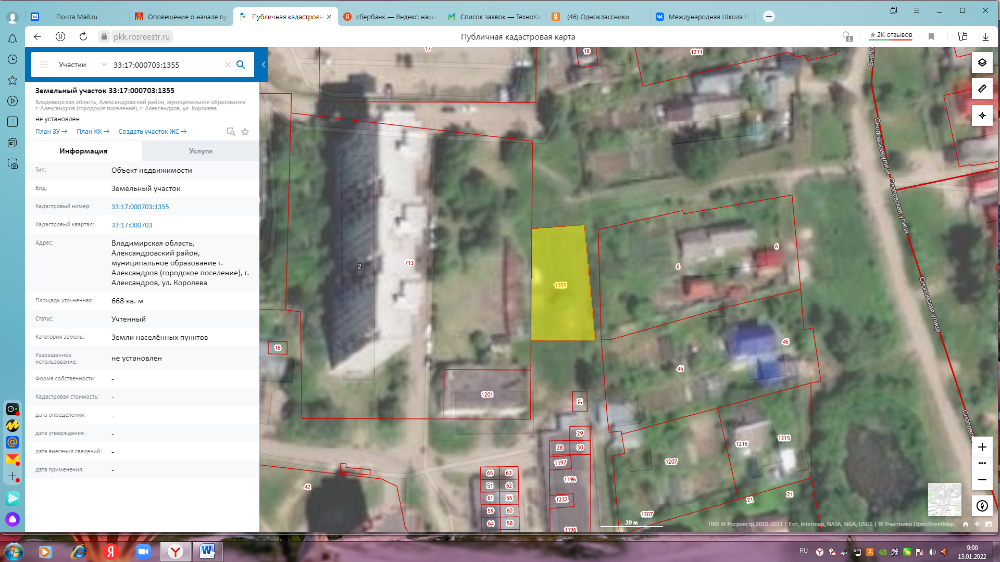 Почта Mail.ru
Оповещение о начале пу
Публичная кадастрова
сбербанк — Яндекс: наш
Список заявок — ТехноКа
(46) Одноклассники
Международная Школа П
pkk.rosreestr.ru
Публичная кадастровая карта
1
2К отзывов
Участки
33:17:000703:1355
Земельный участок 33:17:000703:1355
Владимирская область, Александровский район, муниципальное образование
г. Александров (городское поселение), г. Александров, ул. Королева
не установлен
План ЗУ →
План КК →
Создать участок ЖС →
Информация
Услуги
Тип:
Объект недвижимости
Вид:
Земельный участок
Кадастровый номер:
33:17:000703:1355
Кадастровый квартал:
33:17:000703
Адрес:
Владимирская область,
Александровский район,
муниципальное образование г.
Александров (городское поселение), г.
Александров, ул. Королева
Площадь уточненная:
668 кв. м
Статус:
Учтенный
Категория земель:
Земли населённых пунктов
Разрешенное
использование:
не установлен
Форма собственности:
-
Кадастровая стоимость:
-
дата определения:
-
дата утверждения:
-
дата внесения сведений:
-
дата применения:
-
7
17
18
1211
Сноповская улица
Сноповская улица
Сноповская улица
2
713
1355
6
6
16
45
45
1201
31
29
28
30
1197
1196
1232
1196
1215
1215
1207
1207
21
21
42
65
63
51
62
61
55
59
60
64
58
20 м
ПКК © Росреестр 2010-2021 | Esri, Intermap, NASA, NGA, USGS | © Участники OpenStreetMap
RU
9:00
13.01.2022